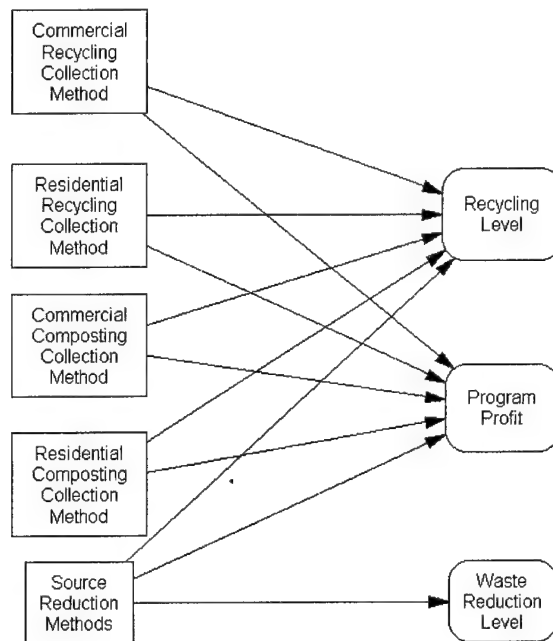 Commercial
Recycling
Collection
Method
Residential
Recycling
Collection
Method
Commercial
Composting
Collection
Method
Residential
Composting
Collection
Method
Source
Reduction
Methods
Recycling
Level
Program
Profit
Waste
Reduction
Level